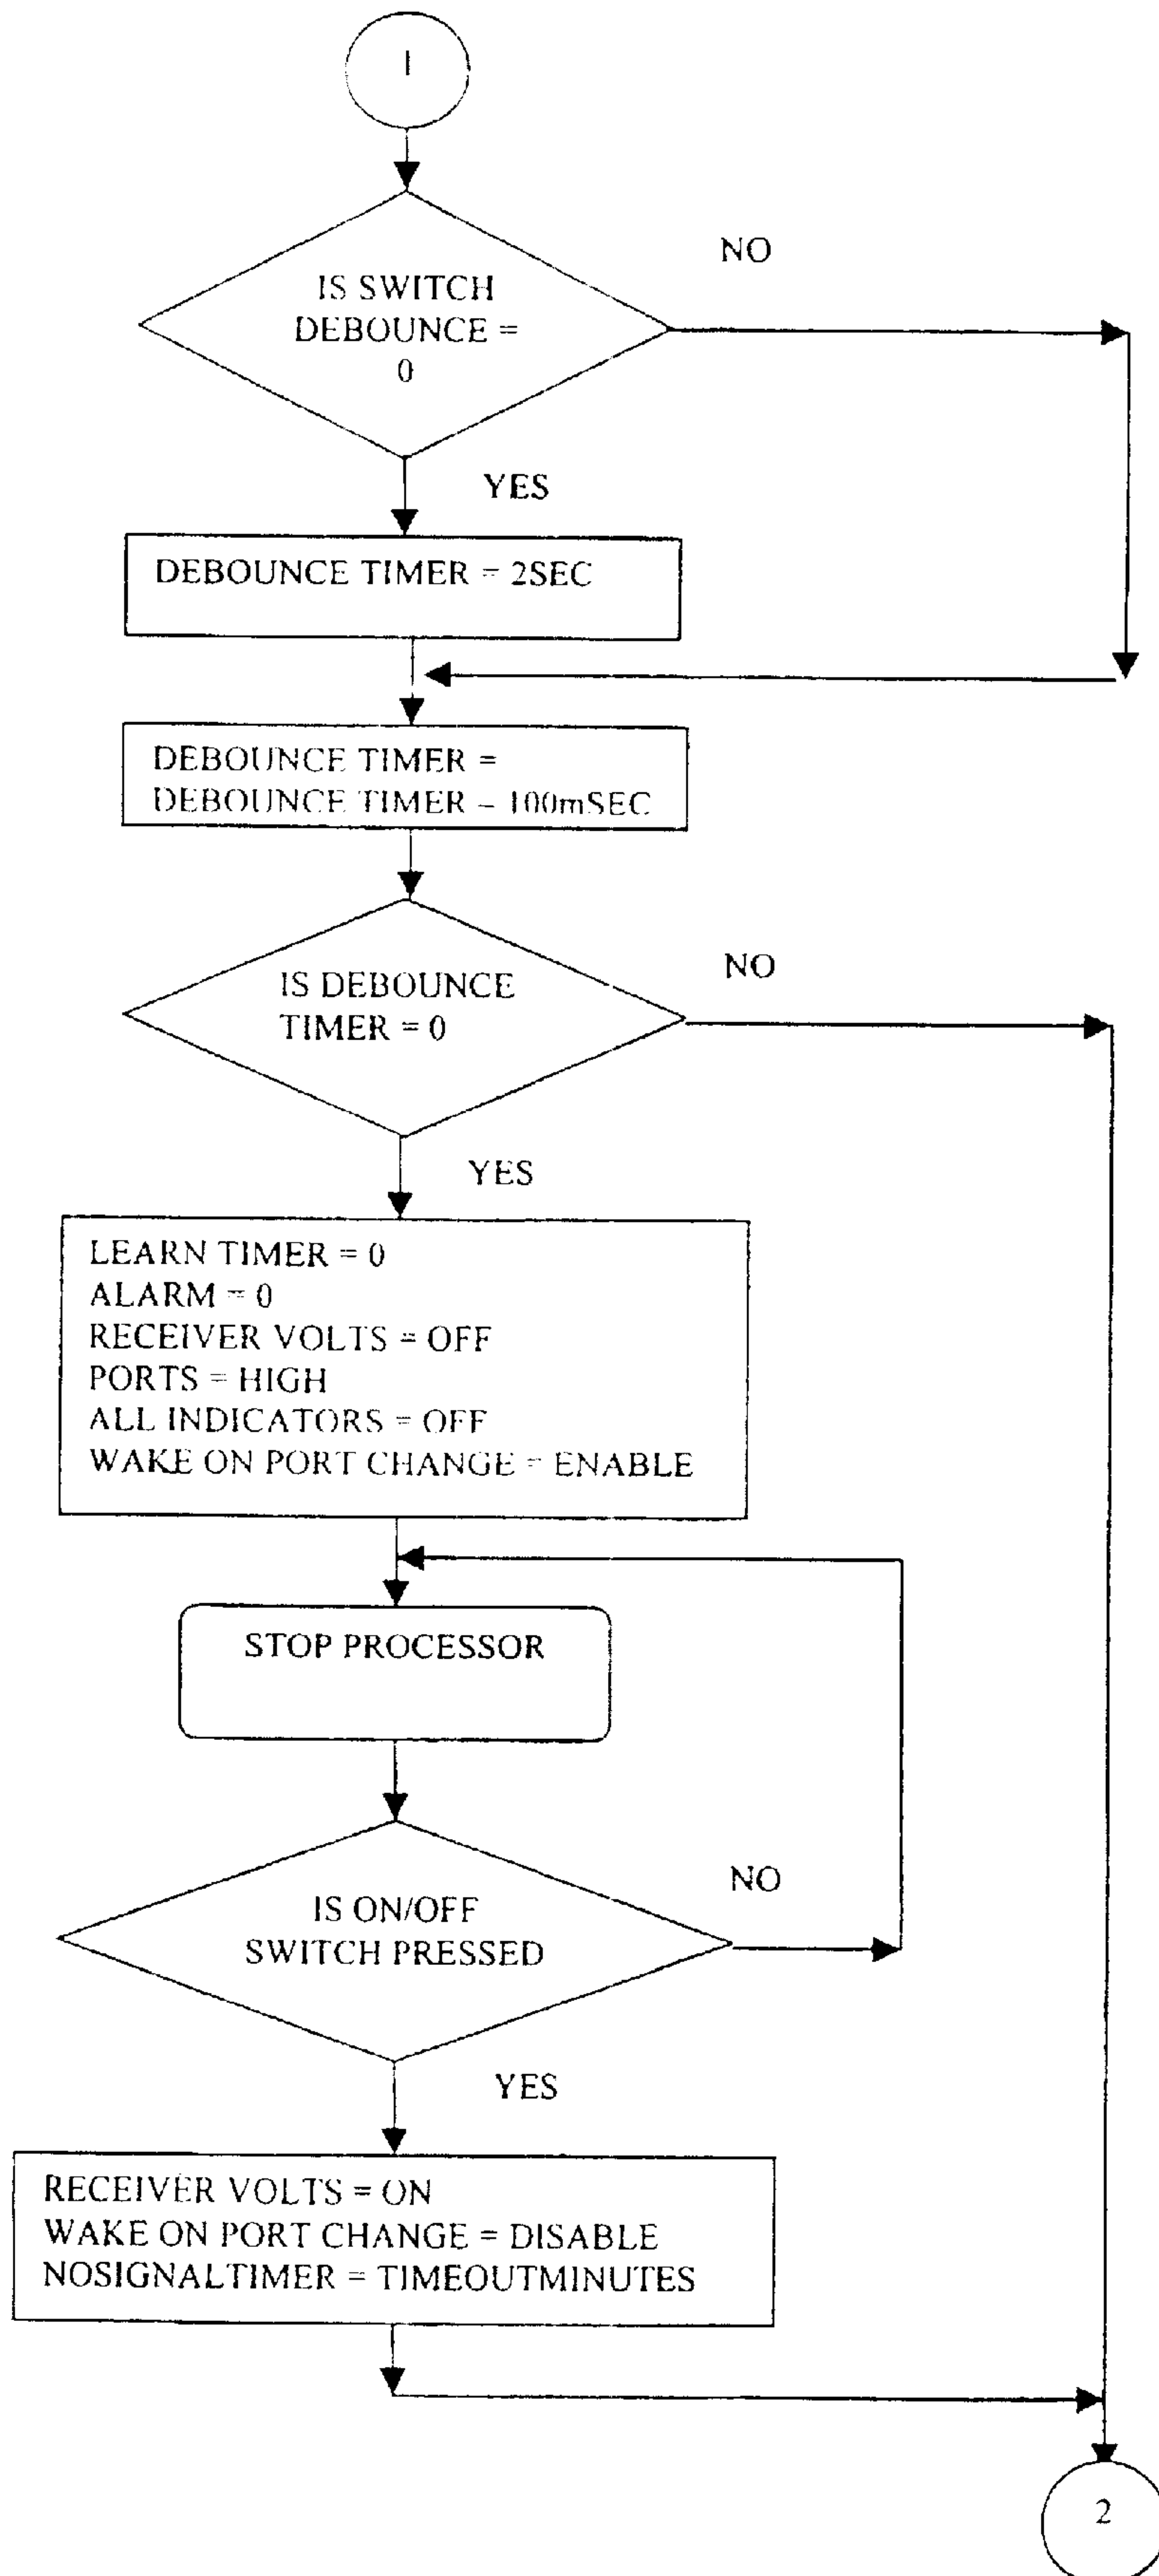 1
IS SWITCH
DEBOUNCE =
0
NO
YES
DEBOUNCE TIMER = 2SEC
DEBOUNCE TIMER =
DEBOUNCE TIMER – 100mSEC
IS DEBOUNCE
TIMER = 0
NO
YES
LEARN TIMER = 0
ALARM = 0
RECEIVER VOLTS = OFF
PORTS = HIGH
ALL INDICATORS = OFF
WAKE ON PORT CHANGE = ENABLE
STOP PROCESSOR
IS ON/OFF
SWITCH PRESSED
NO
YES
RECEIVER VOLTS = ON
WAKE ON PORT CHANGE = DISABLE
NOSIGNALTIMER = TIMEOUTMINUTES
2